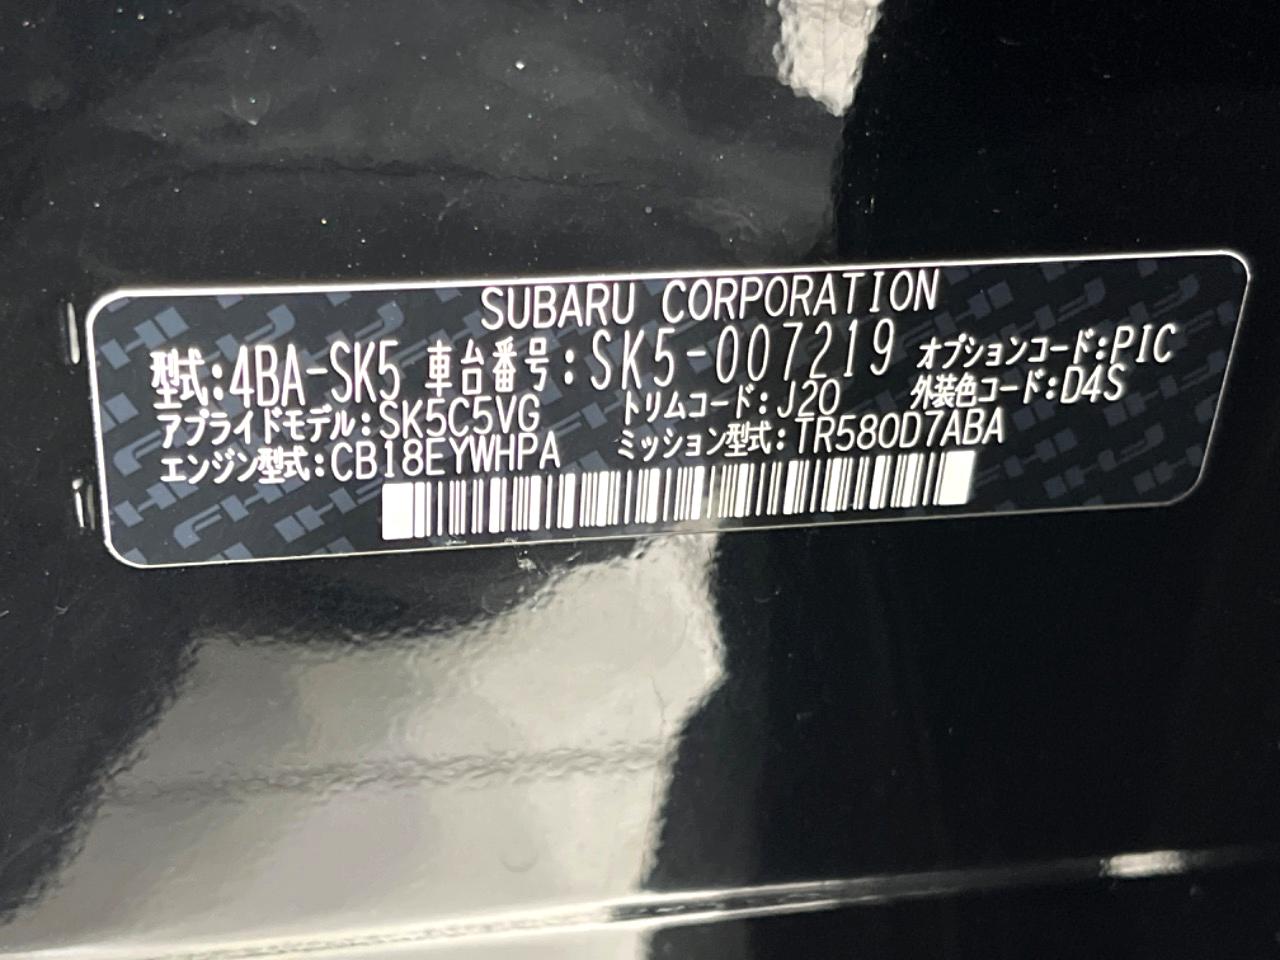 SUBARU CORPORATION
型式:4BA-SK5 車台番号:SK5-007219 オプションコード:PIC
アプライドモデル:SK5C5VG トリムコード:J20 外装色コード:D4S
エンジン型式:CB18EYWHPA ミッション型式:TR580D7ABA